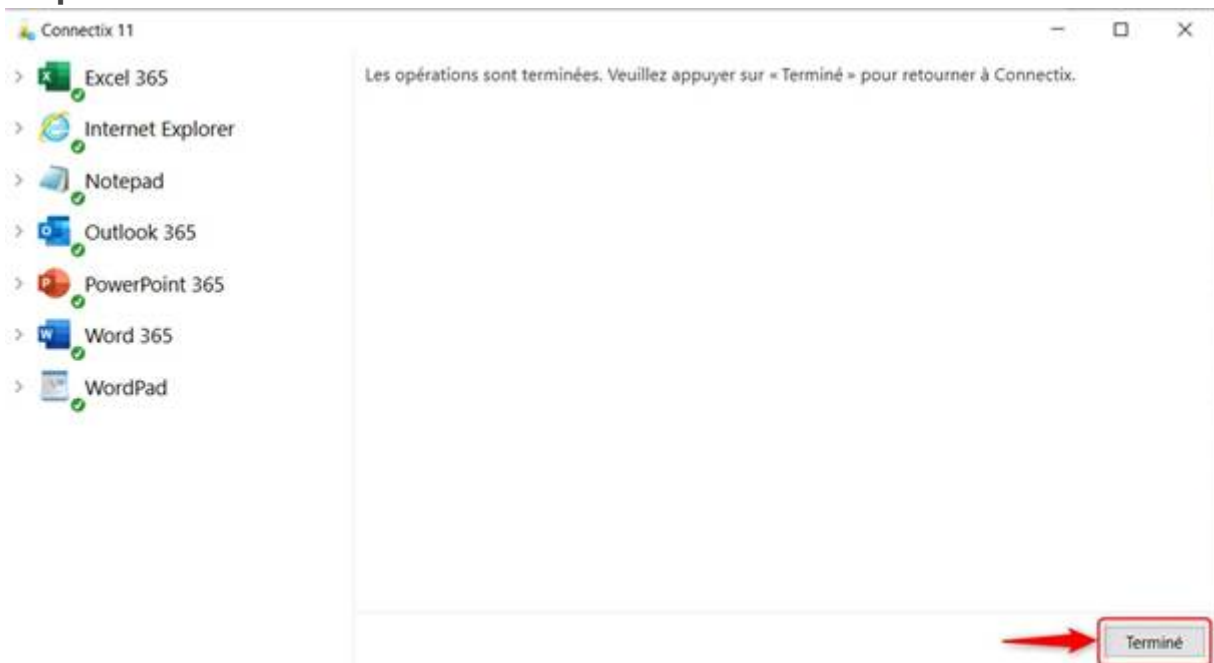 Connectix 11
Excel 365
Les opérations sont terminées. Veuillez appuyer sur « Terminé » pour retourner à Connectix.
Internet Explorer
Notepad
Outlook 365
PowerPoint 365
Word 365
WordPad
Terminé